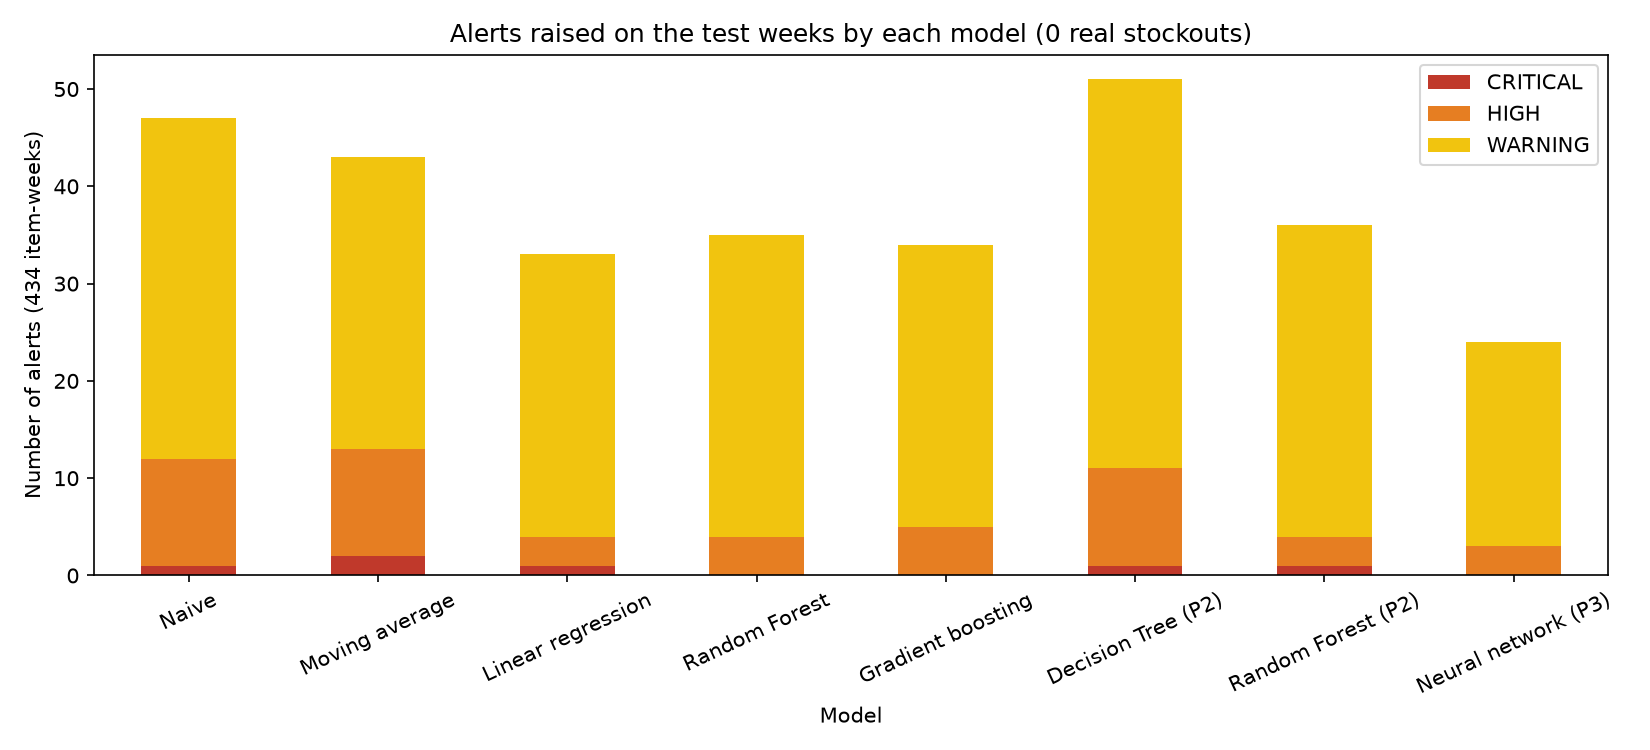 Alerts raised on the test weeks by each model (0 real stockouts)
CRITICAL
HIGH
WARNING
Number of alerts (434 item-weeks)
50
40
30
20
10
0
Naive
Moving average
Linear regression
Random Forest
Gradient boosting
Decision Tree (P2)
Random Forest (P2)
Neural network (P3)
Model